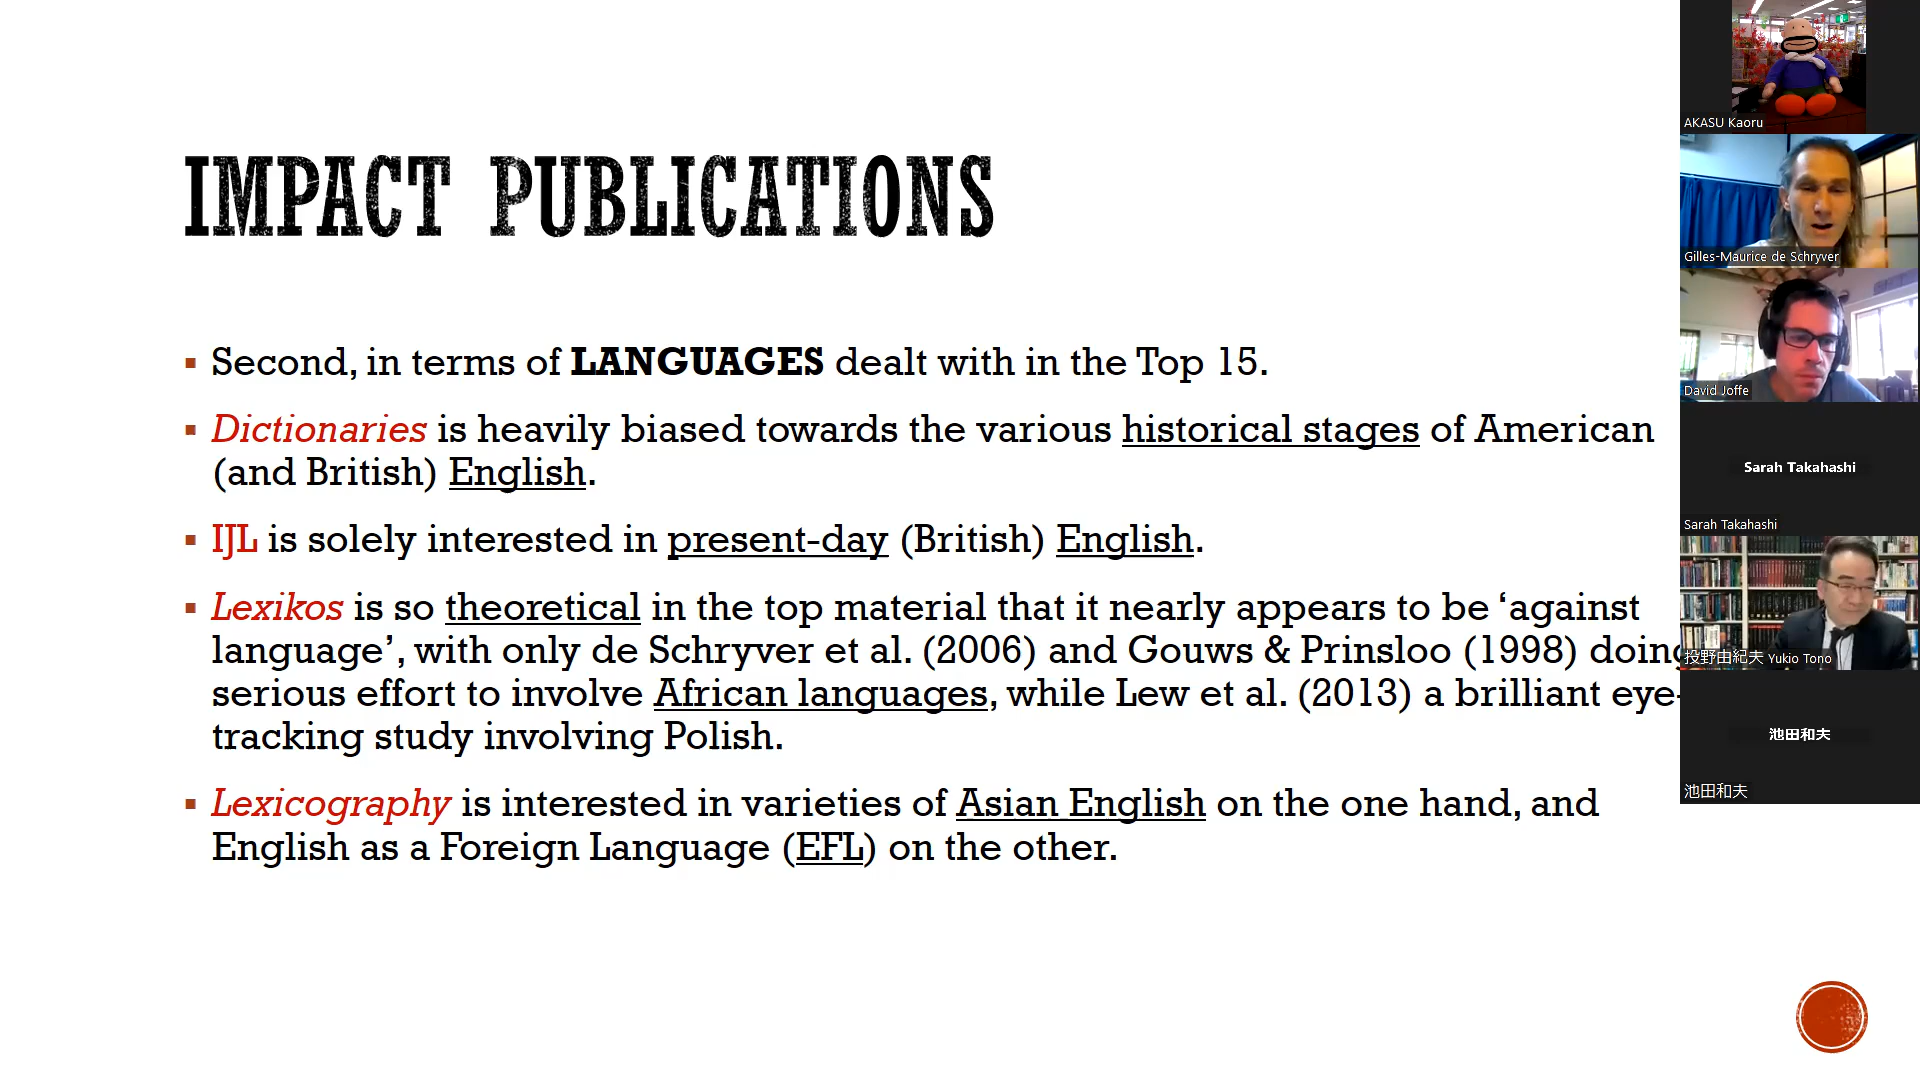 IMPACT PUBLICATIONS
Second, in terms of LANGUAGES dealt with in the Top 15.
Dictionaries is heavily biased towards the various historical stages of American
(and British) English.
IJL is solely interested in present-day (British) English.
Lexikos is so theoretical in the top material that it nearly appears to be ‘against
language’, with only de Schryver et al. (2006) and Gouws & Prinsloo (1998) doing
serious effort to involve African languages, while Lew et al. (2013) a brilliant eye-
tracking study involving Polish.
Lexicography is interested in varieties of Asian English on the one hand, and
English as a Foreign Language (EFL) on the other.
AKASU Kaoru
Gilles-Maurice de Schryver
David Joffe
Sarah Takahashi
Sarah Takahashi
投野由紀夫 Yukio Tono
池田和夫
池田和夫